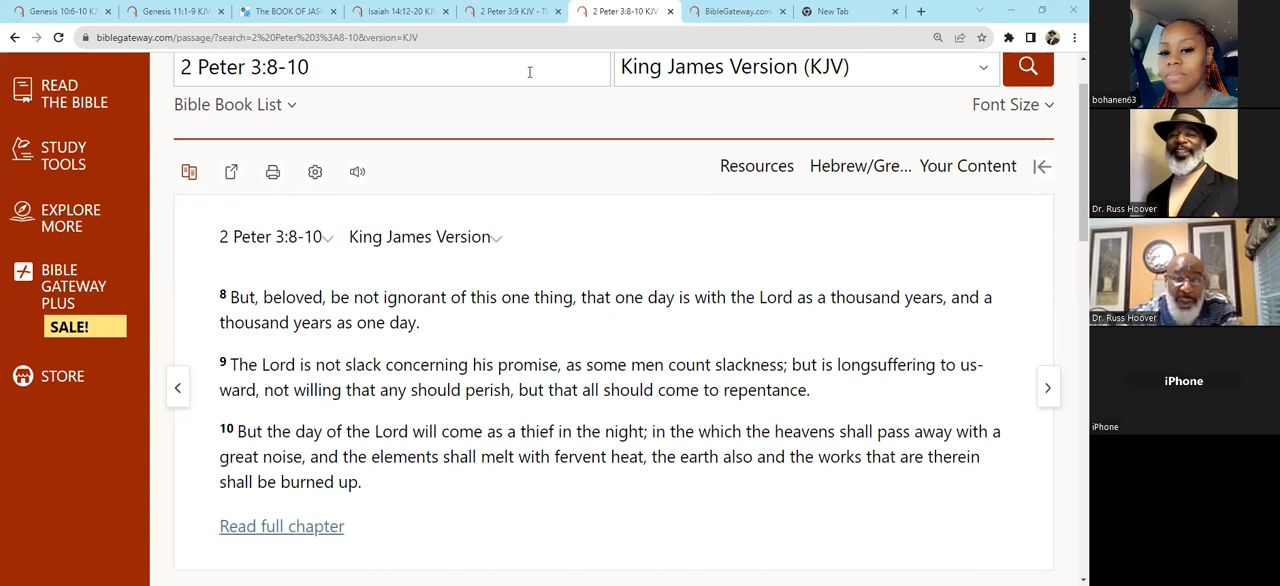 Genesis 10:6-10 KJ
Genesis 11:1-9 KJV
The BOOK OF JAS
Isaiah 14:12-20 KJV
2 Peter 3:9 KJV - Th
2 Peter 3:8-10 KJV
BibleGateway.com
New Tab
biblegateway.com/passage/?search=2%20Peter%203%3A8-10&version=KJV
READ
THE BIBLE
STUDY
TOOLS
EXPLORE
MORE
BIBLE
GATEWAY
PLUS
SALE!
STORE
2 Peter 3:8-10
King James Version (KJV)
Bible Book List
Font Size
Resources Hebrew/Gre... Your Content
2 Peter 3:8-10 King James Version
8 But, beloved, be not ignorant of this one thing, that one day is with the Lord as a thousand years, and a
thousand years as one day.
9 The Lord is not slack concerning his promise, as some men count slackness; but is longsuffering to us-
ward, not willing that any should perish, but that all should come to repentance.
10 But the day of the Lord will come as a thief in the night; in the which the heavens shall pass away with a
great noise, and the elements shall melt with fervent heat, the earth also and the works that are therein
shall be burned up.
Read full chapter
bohanen63
Dr. Russ Hoover
Dr. Russ Hoover
iPhone
iPhone